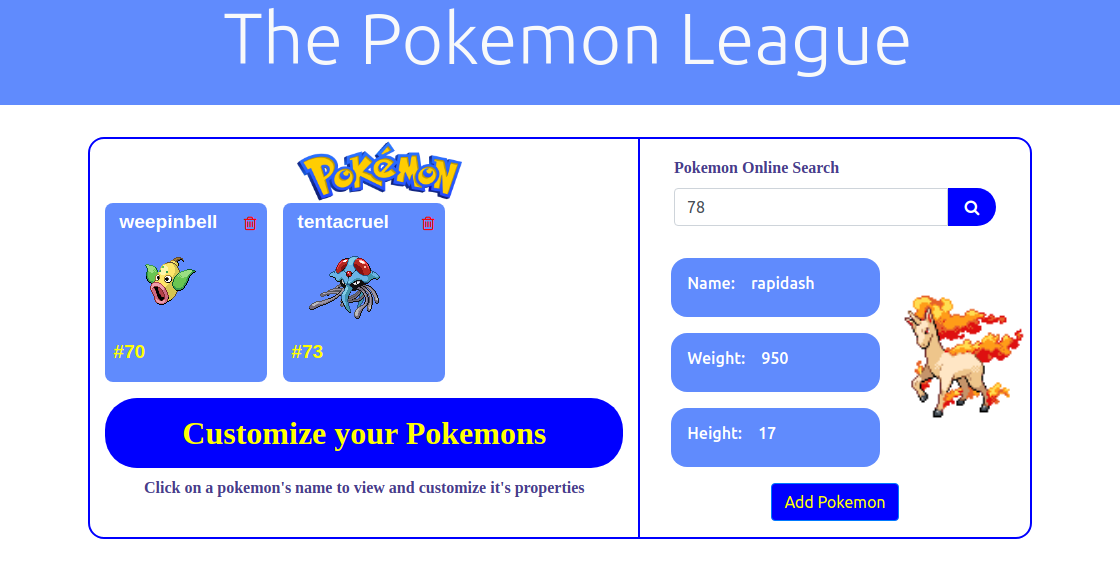 The Pokemon League
POKéMON
weepinbell
tentacruel
#70
#73
Customize your Pokemons
Click on a pokemon's name to view and customize it's properties
Pokemon Online Search
78
Name: rapidash
Weight: 950
Height: 17
Add Pokemon